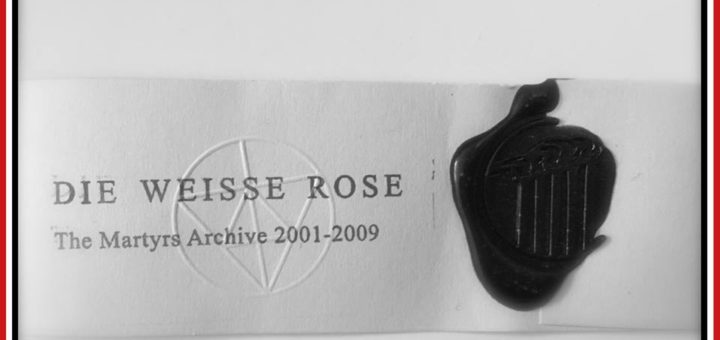 DIE WEISSE ROSE
The Martyrs Archive 2001-2009